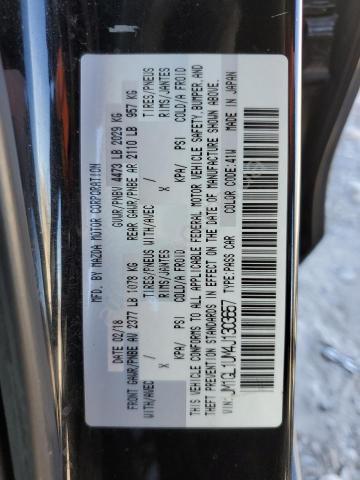 MFD. BY MAZDA MOTOR CORPORATION
DATE: 02/18 GVWR/PNBV 4473 LB 2029 KG
FRONT GAWR/PNBE AV 2377 LB 1078 KG REAR GAWR/PNBE AR 2110 LB 957 KG
WITH/AVEC TIRES/PNEUS WITH/AVEC TIRES/PNEUS
/ X RIMS/JANTES / X RIMS/JANTES
KPA/ PSI COLD/A FROID KPA/ PSI COLD/A FROID
★THIS VEHICLE CONFORMS TO ALL APPLICABLE FEDERAL MOTOR VEHICLE SAFETY, BUMPER, AND
★THEFT PREVENTION STANDARDS IN EFFECT ON THE DATE OF MANUFACTURE SHOWN ABOVE.
VIN: JM1GL1UM4J1303657 TYPE: PASS CAR COLOR CODE: 41W MADE IN JAPAN